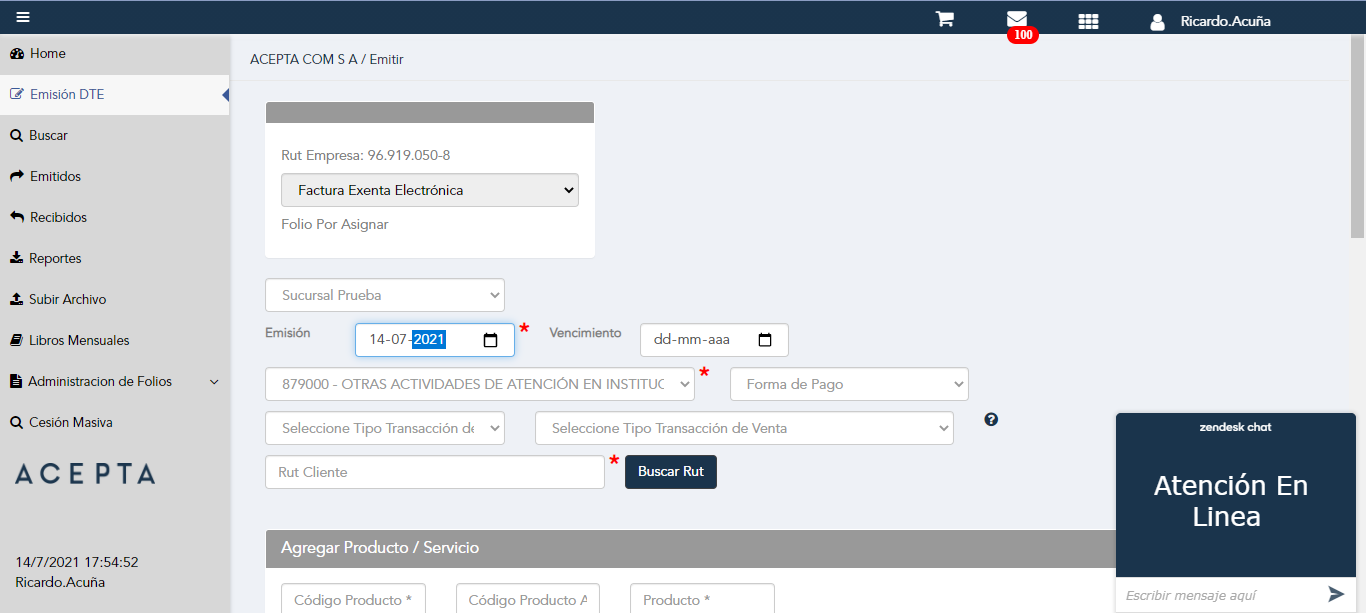 100
Ricardo.Acuña
Home
Emisión DTE
Buscar
Emitidos
Recibidos
Reportes
Subir Archivo
Libros Mensuales
Administracion de Folios
Cesión Masiva
ACEPTA
14/7/2021 17:54:52
Ricardo.Acuña
ACEPTA COM S A / Emitir
Rut Empresa: 96.919.050-8
Factura Exenta Electrónica
Folio Por Asignar
Sucursal Prueba
Emisión 14-07-2021 * Vencimiento dd-mm-aaa
879000 - OTRAS ACTIVIDADES DE ATENCIÓN EN INSTITUC * Forma de Pago
Seleccione Tipo Transacción de Seleccione Tipo Transacción de Venta ?
Rut Cliente * Buscar Rut
Agregar Producto / Servicio
Código Producto * Código Producto A Producto *
zendesk chat
Atención En
Linea
Escribir mensaje aquí